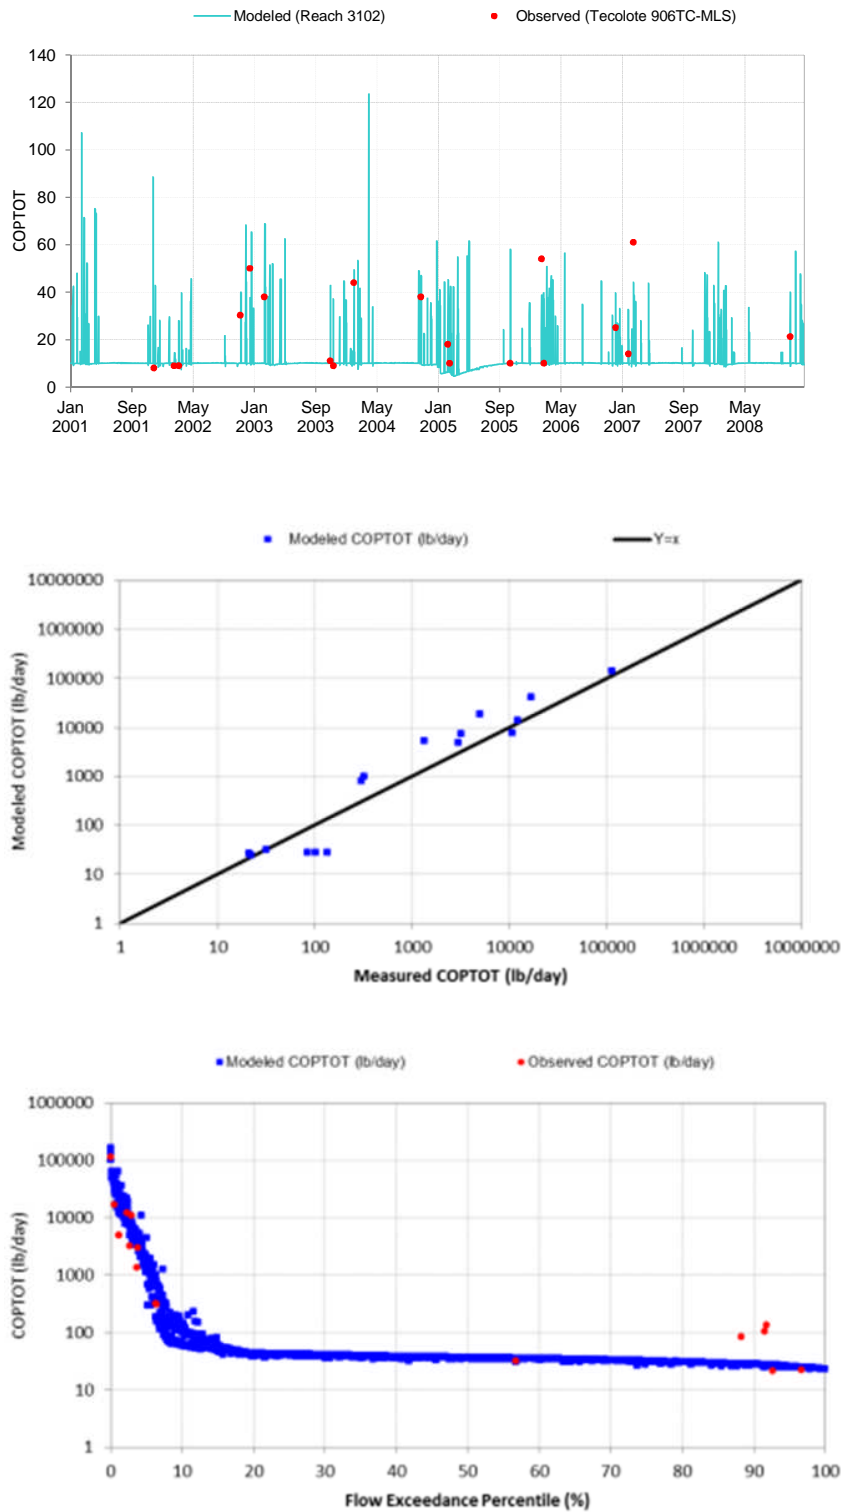 Modeled (Reach 3102) Observed (Tecolote 906TC-MLS)
140
120
100
80
60
40
20
0
COPTOT
Jan Sep May Jan Sep May Jan Sep May Jan Sep May
2001 2001 2002 2003 2003 2004 2005 2005 2006 2007 2007 2008
Modeled COPTOT (lb/day) Y=x
10000000
1000000
100000
10000
1000
100
10
1
Modeled COPTOT (lb/day)
1 10 100 1000 10000 100000 1000000 10000000
Measured COPTOT (lb/day)
Modeled COPTOT (lb/day) Observed COPTOT (lb/day)
1000000
100000
10000
1000
100
10
1
COPTOT (lb/day)
0 10 20 30 40 50 60 70 80 90 100
Flow Exceedance Percentile (%)